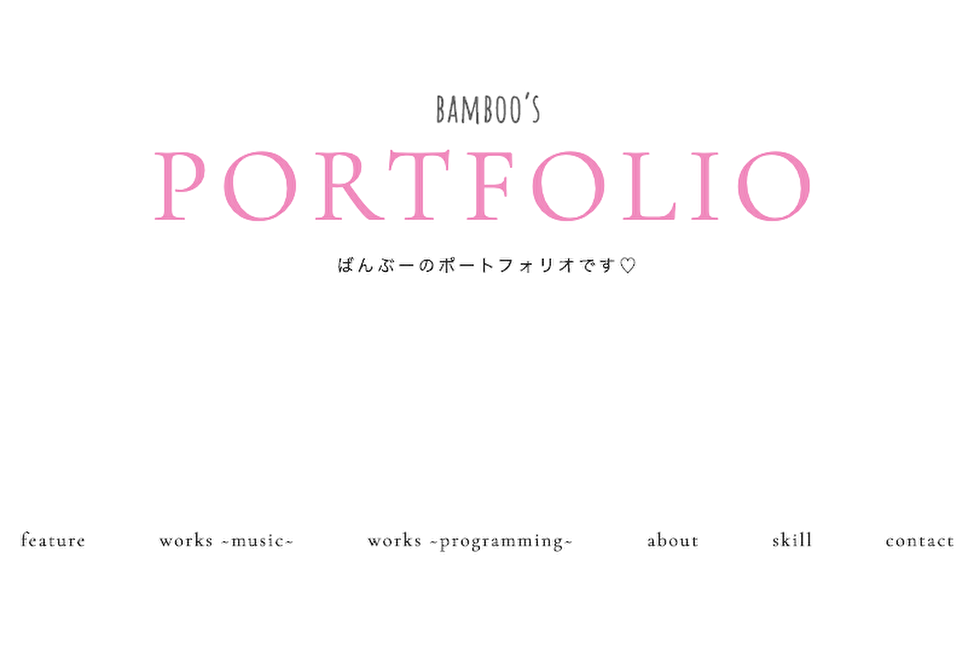 BAMBOO'S
PORTFOLIO
ばんぶーのポートフォリオです♡
feature works ~music~ works ~programming~ about skill contact